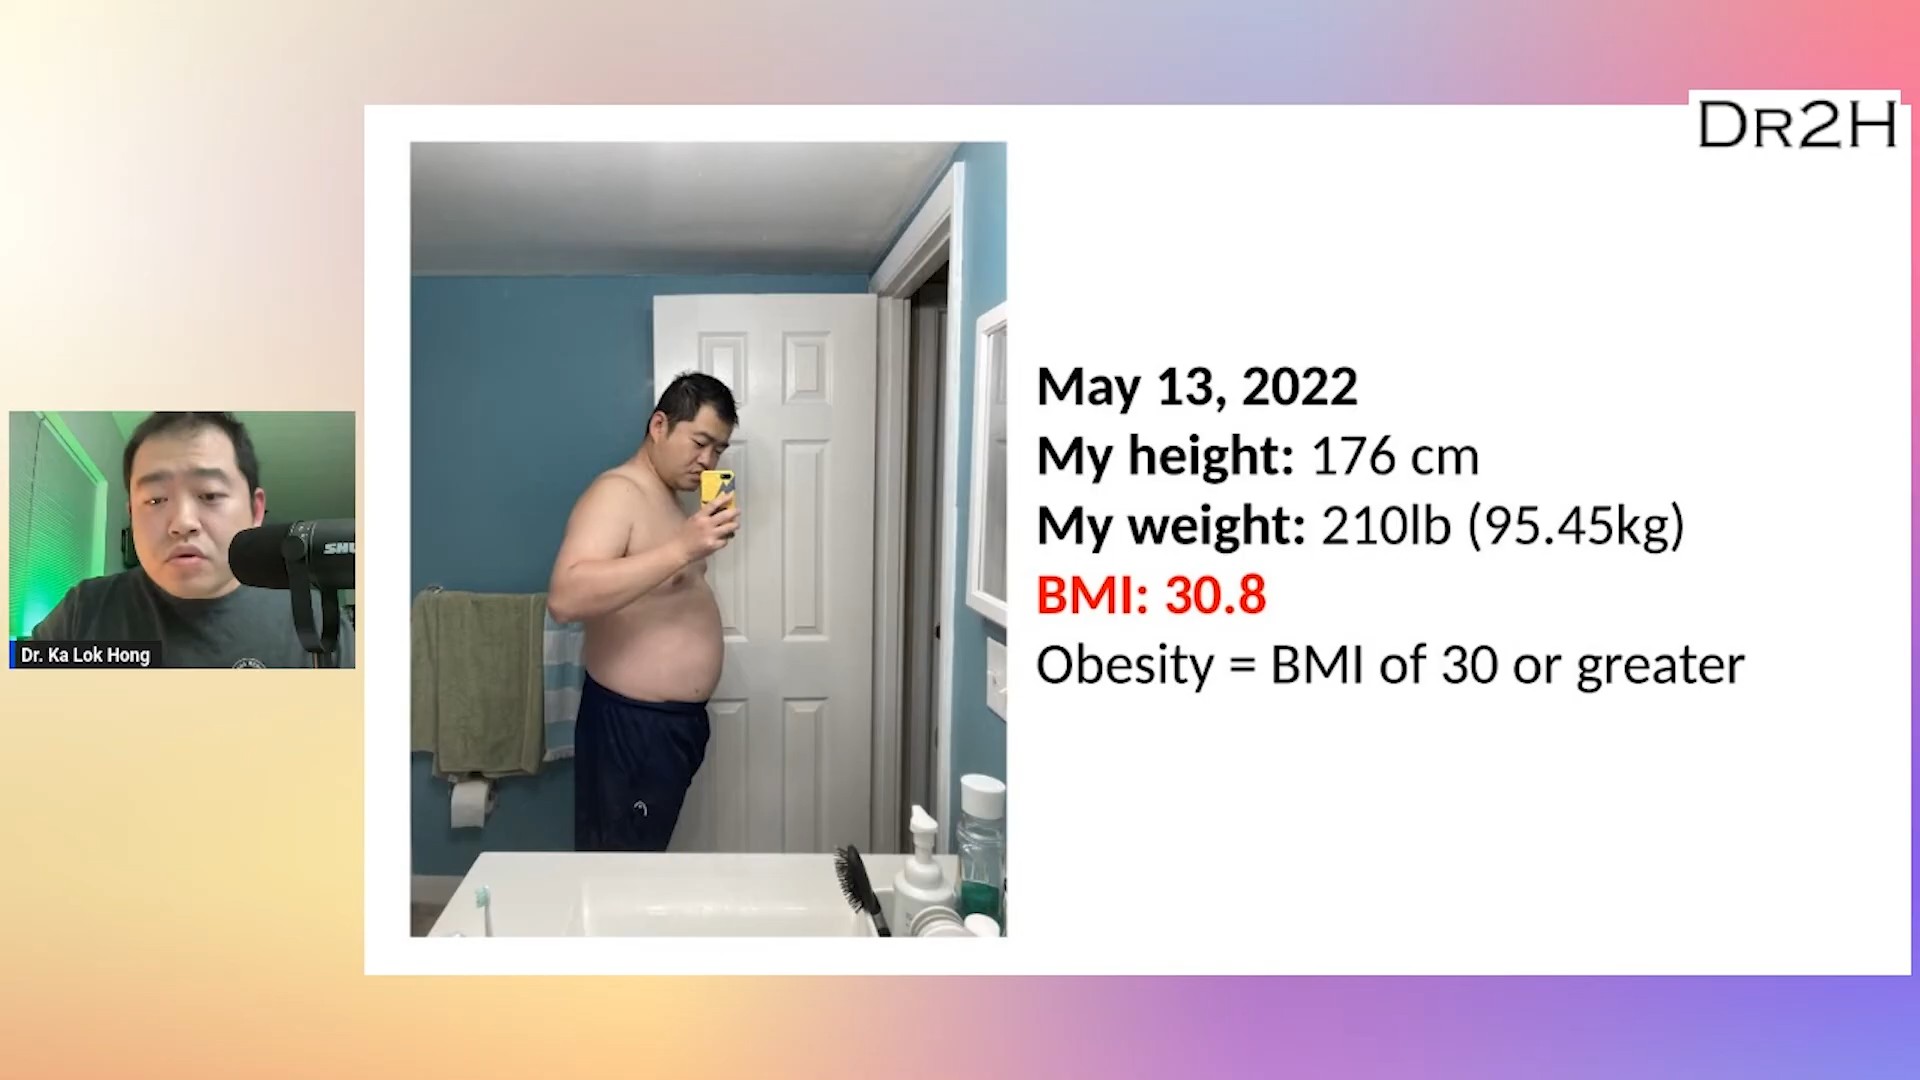 DR2H
May 13, 2022
My height: 176 cm
My weight: 210lb (95.45kg)
BMI: 30.8
Obesity = BMI of 30 or greater
SHU
Dr. Ka Lok Hong